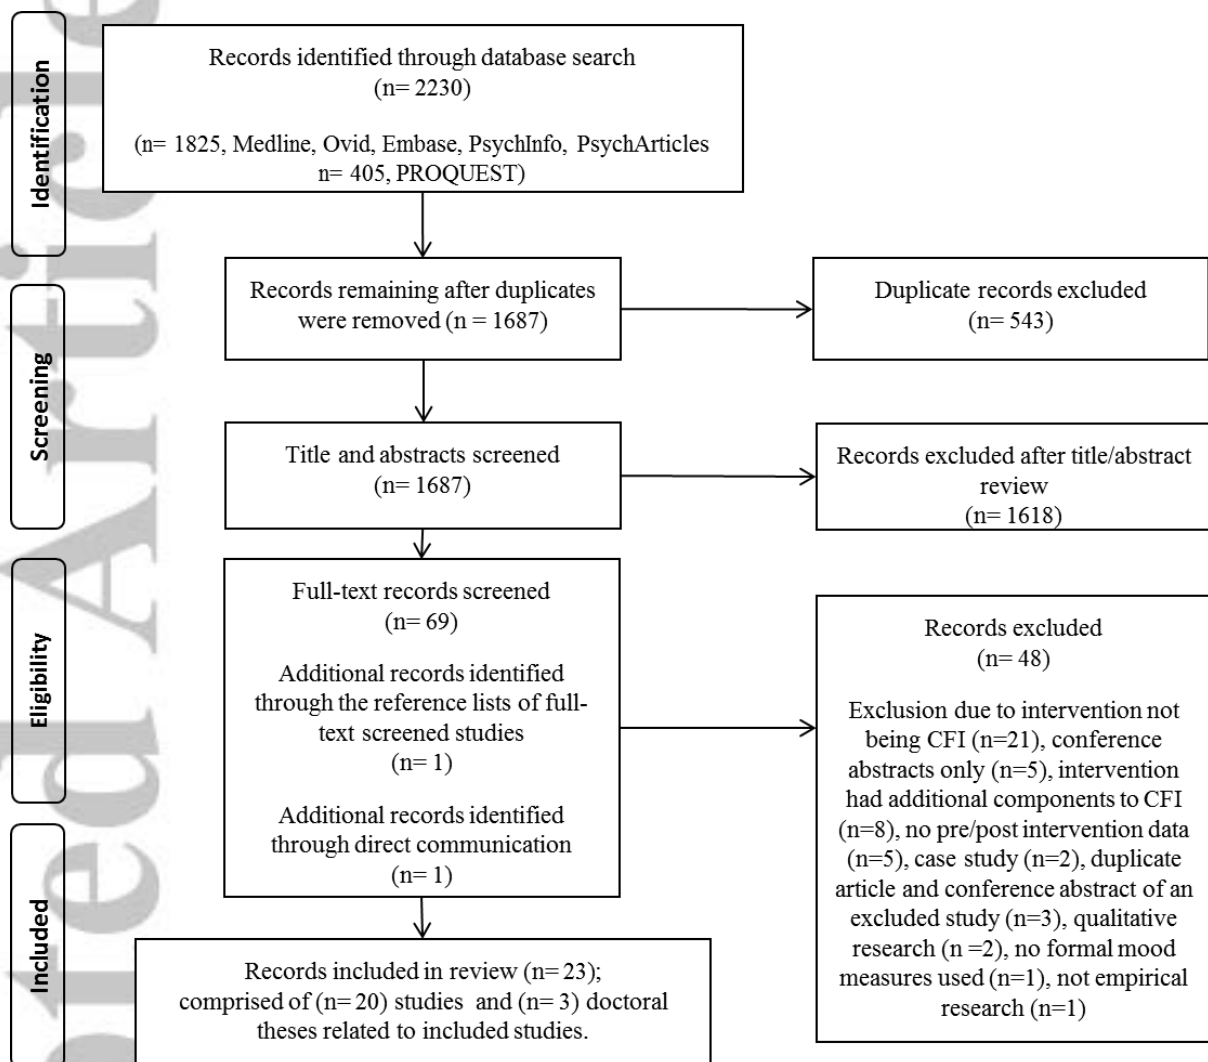 Identification
Records identified through database search
(n= 2230)
(n= 1825, Medline, Ovid, Embase, PsychInfo, PsychArticles
n= 405, PROQUEST)
Screening
Records remaining after duplicates
were removed (n = 1687)
Duplicate records excluded
(n= 543)
Title and abstracts screened
(n= 1687)
Records excluded after title/abstract
review
(n= 1618)
Eligibility
Full-text records screened
(n= 69)
Additional records identified
through the reference lists of full-
text screened studies
(n= 1)
Additional records identified
through direct communication
(n= 1)
Records excluded
(n= 48)
Exclusion due to intervention not
being CFI (n=21), conference
abstracts only (n=5), intervention
had additional components to CFI
(n=8), no pre/post intervention data
(n=5), case study (n=2), duplicate
article and conference abstract of an
excluded study (n=3), qualitative
research (n =2), no formal mood
measures used (n=1), not empirical
research (n=1)
Included
Records included in review (n= 23);
comprised of (n= 20) studies and (n= 3) doctoral
theses related to included studies.